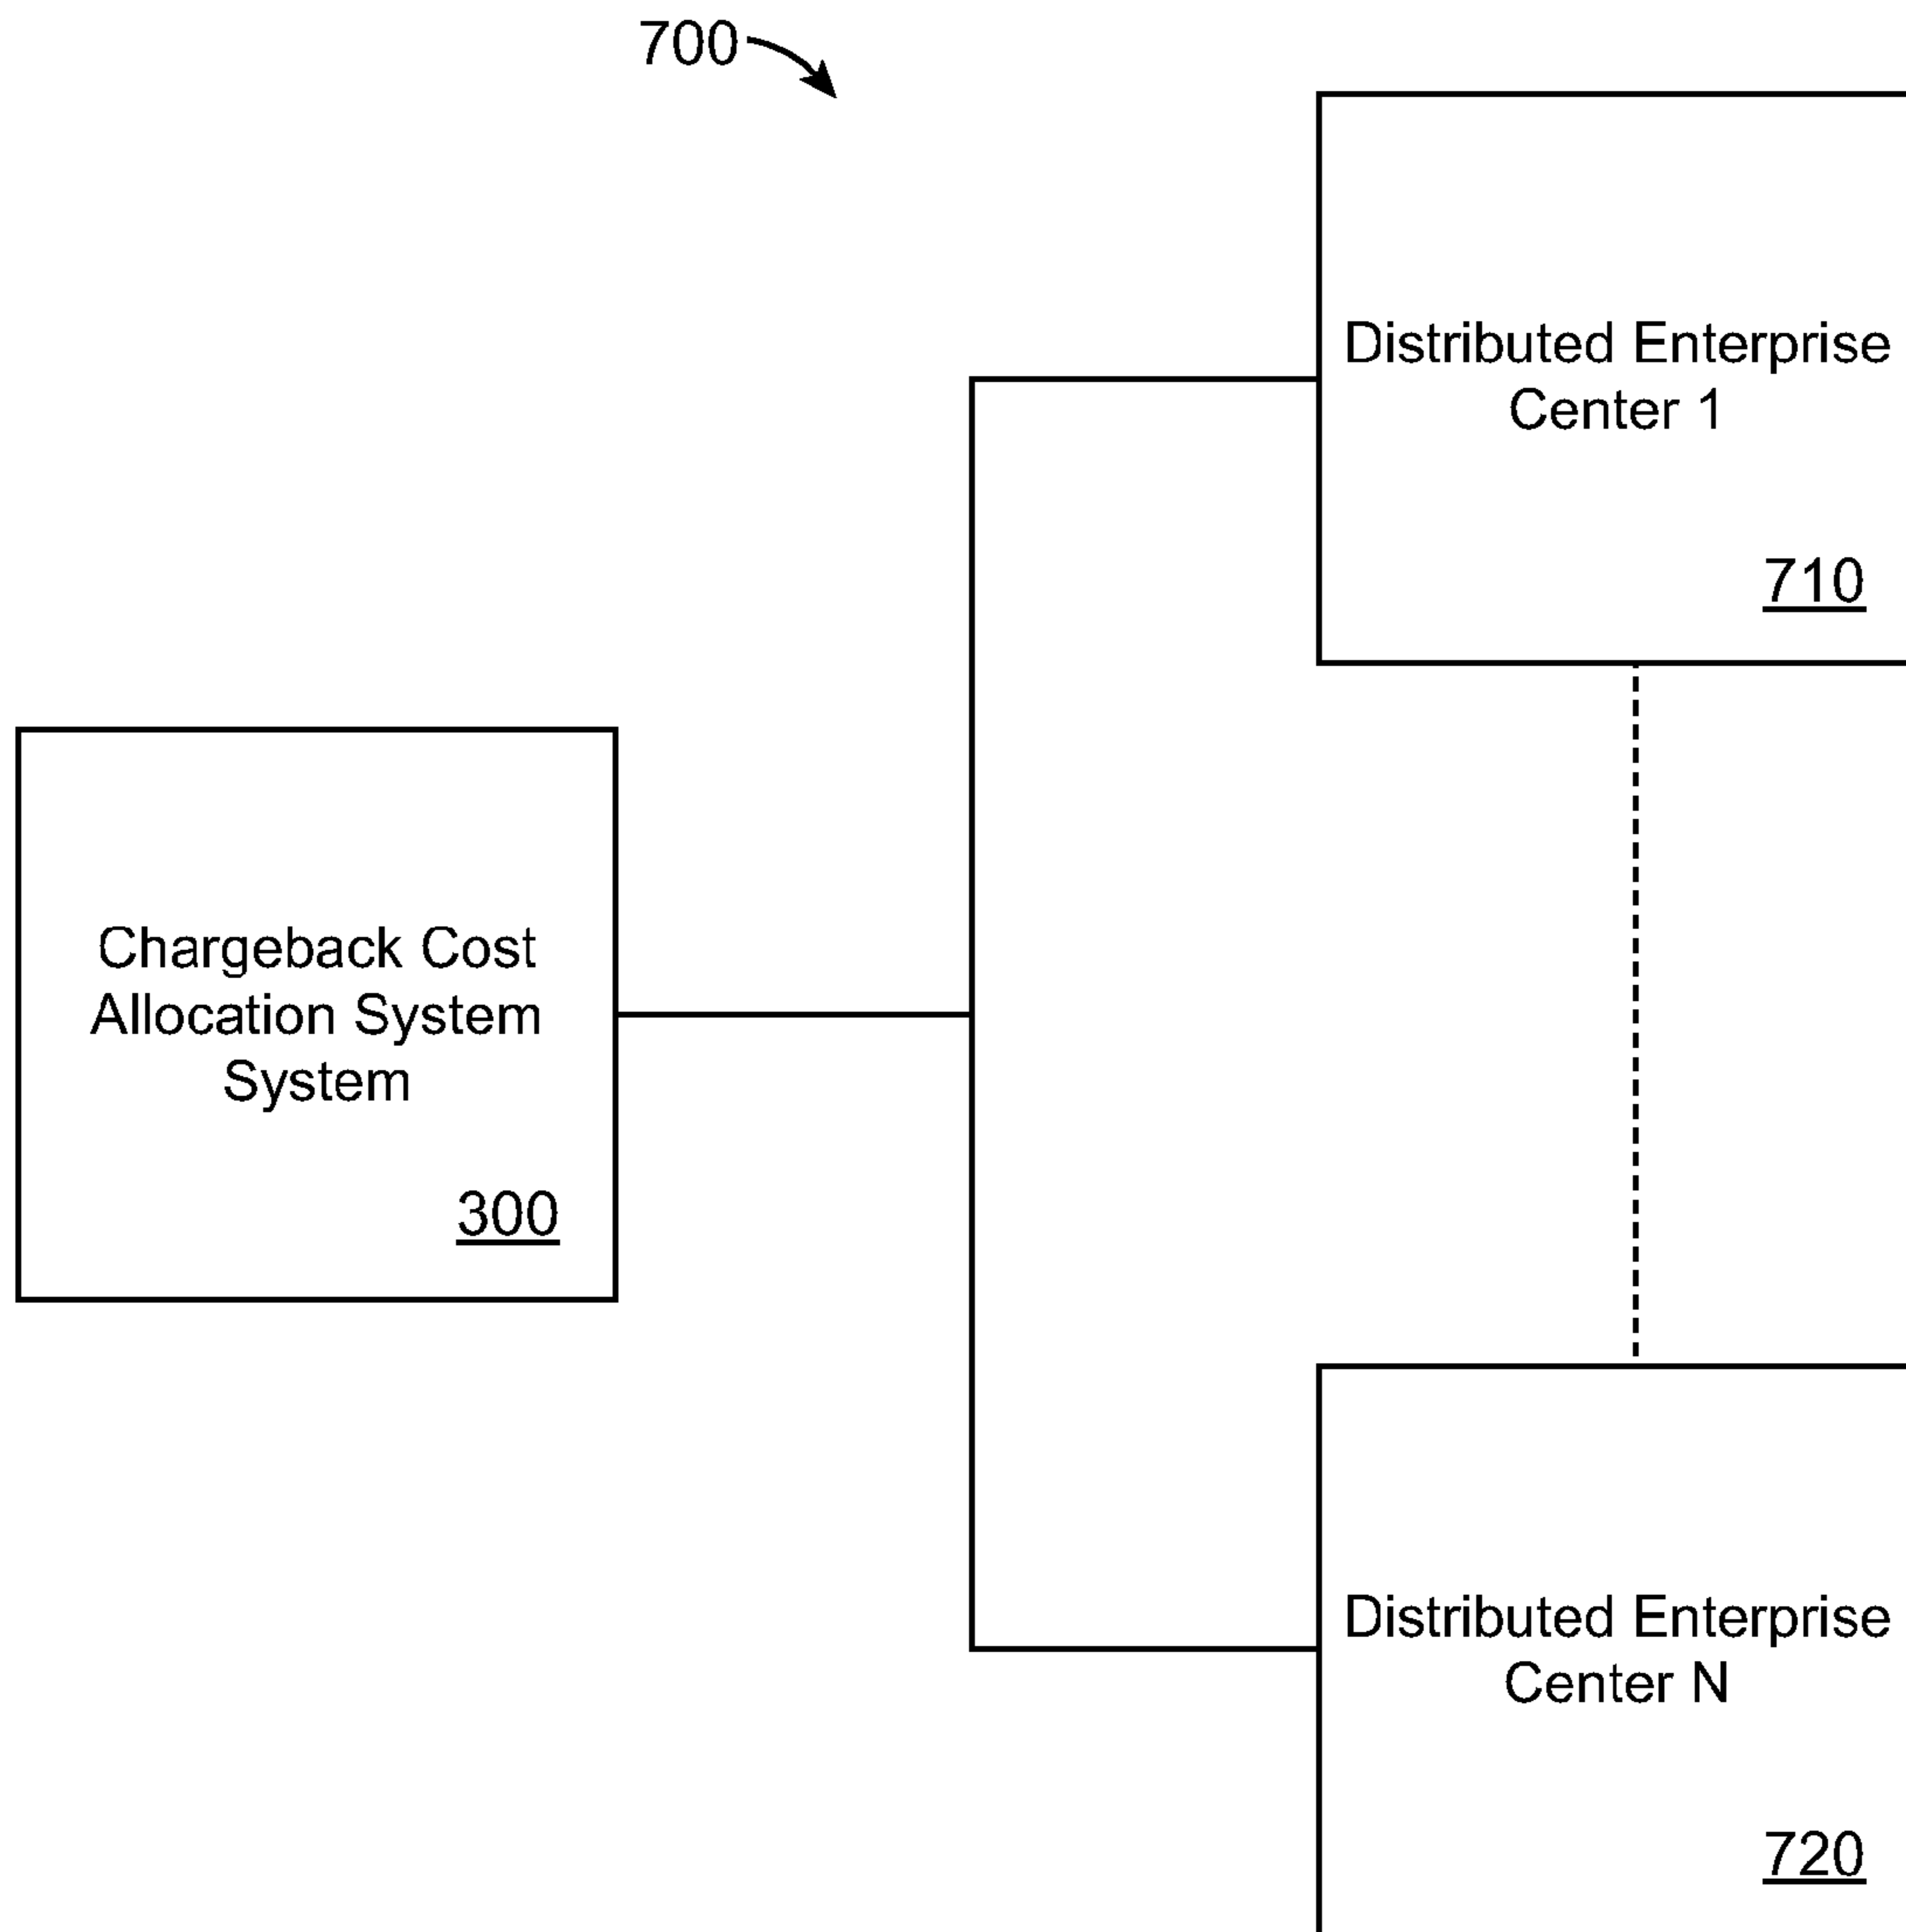 700
Distributed Enterprise
Center 1
710
Chargeback Cost
Allocation System
System
300
Distributed Enterprise
Center N
720